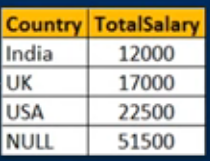 Country TotalSalary
India 12000
UK 17000
USA 22500
NULL 51500